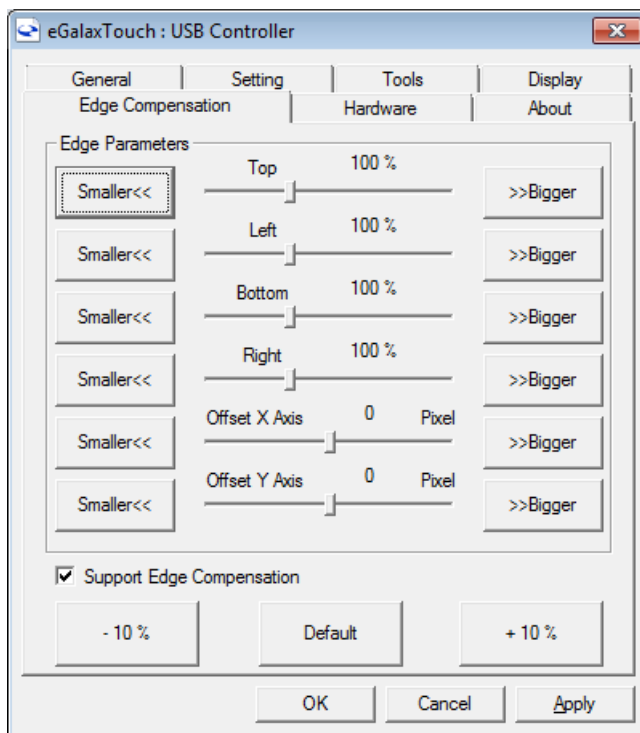 eGalaxTouch : USB Controller
General Setting Tools Display
Edge Compensation Hardware About
Edge Parameters
Top 100 %
Smaller<< >>Bigger
Left 100 %
Smaller<< >>Bigger
Bottom 100 %
Smaller<< >>Bigger
Right 100 %
Smaller<< >>Bigger
Offset X Axis 0 Pixel
Smaller<< >>Bigger
Offset Y Axis 0 Pixel
Smaller<< >>Bigger
Support Edge Compensation
- 10 % Default + 10 %
OK Cancel Apply